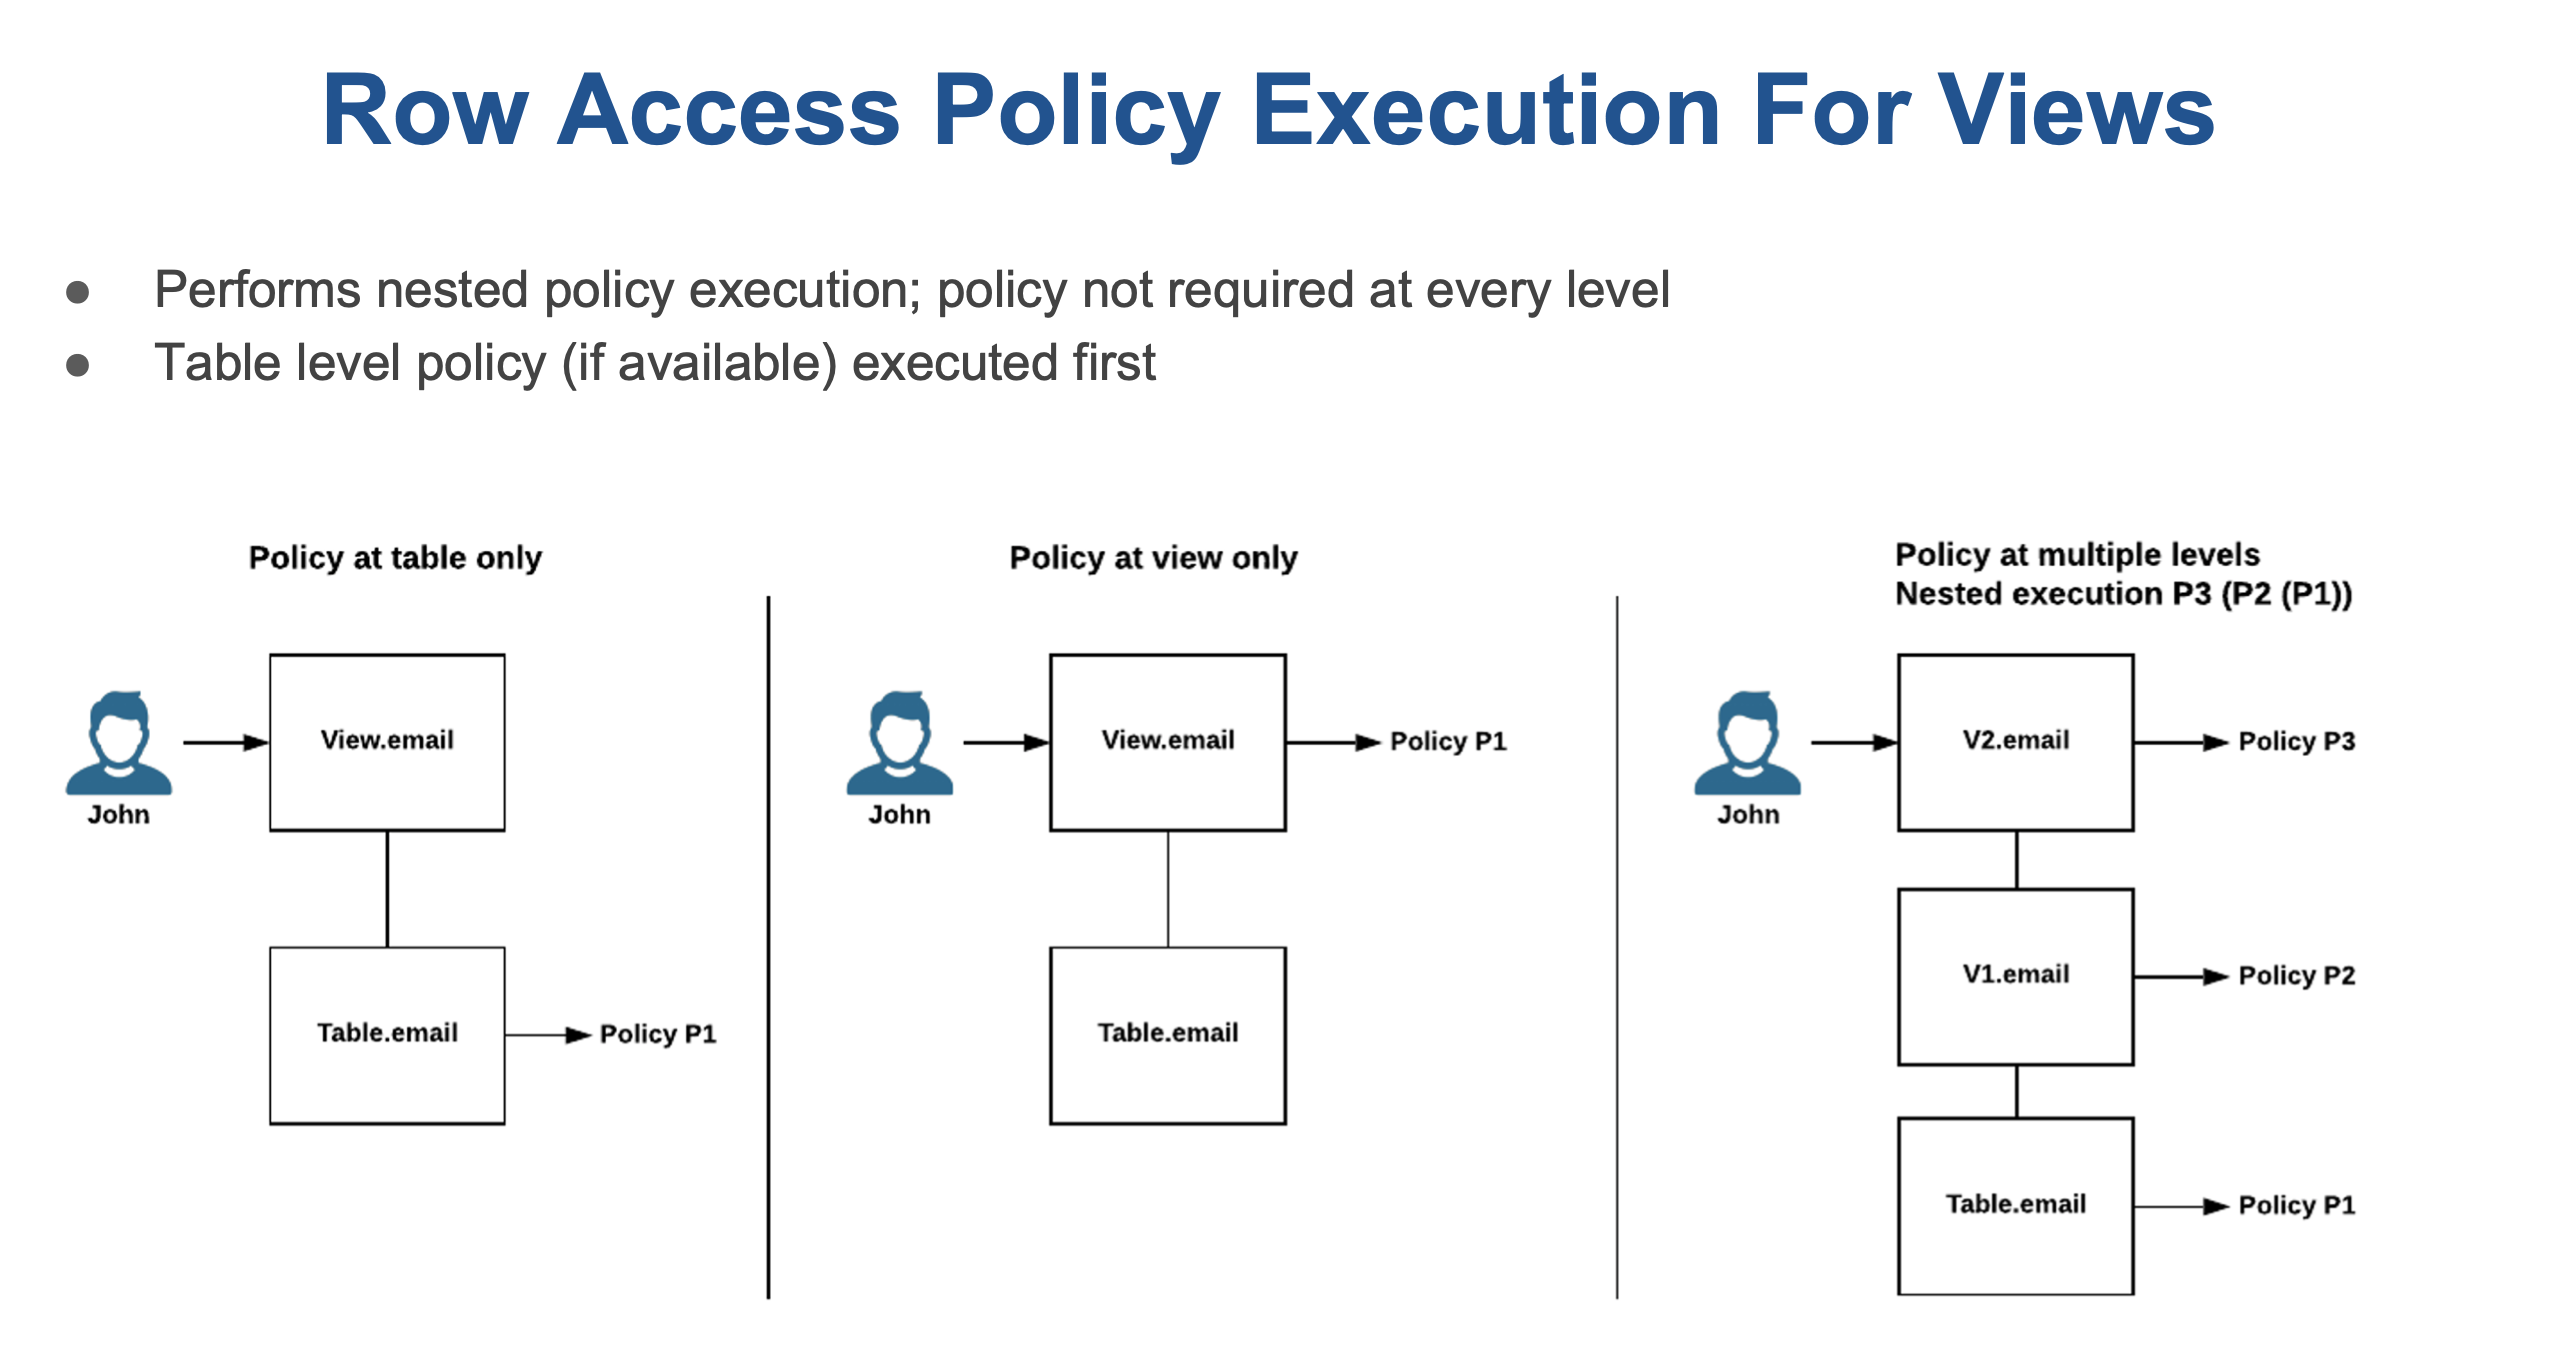 Row Access Policy Execution For Views
● Performs nested policy execution; policy not required at every level
● Table level policy (if available) executed first
Policy at table only
John
View.email
Table.email
Policy P1
Policy at view only
John
View.email
Policy P1
Table.email
Policy at multiple levels
Nested execution P3 (P2 (P1))
John
V2.email
Policy P3
V1.email
Policy P2
Table.email
Policy P1